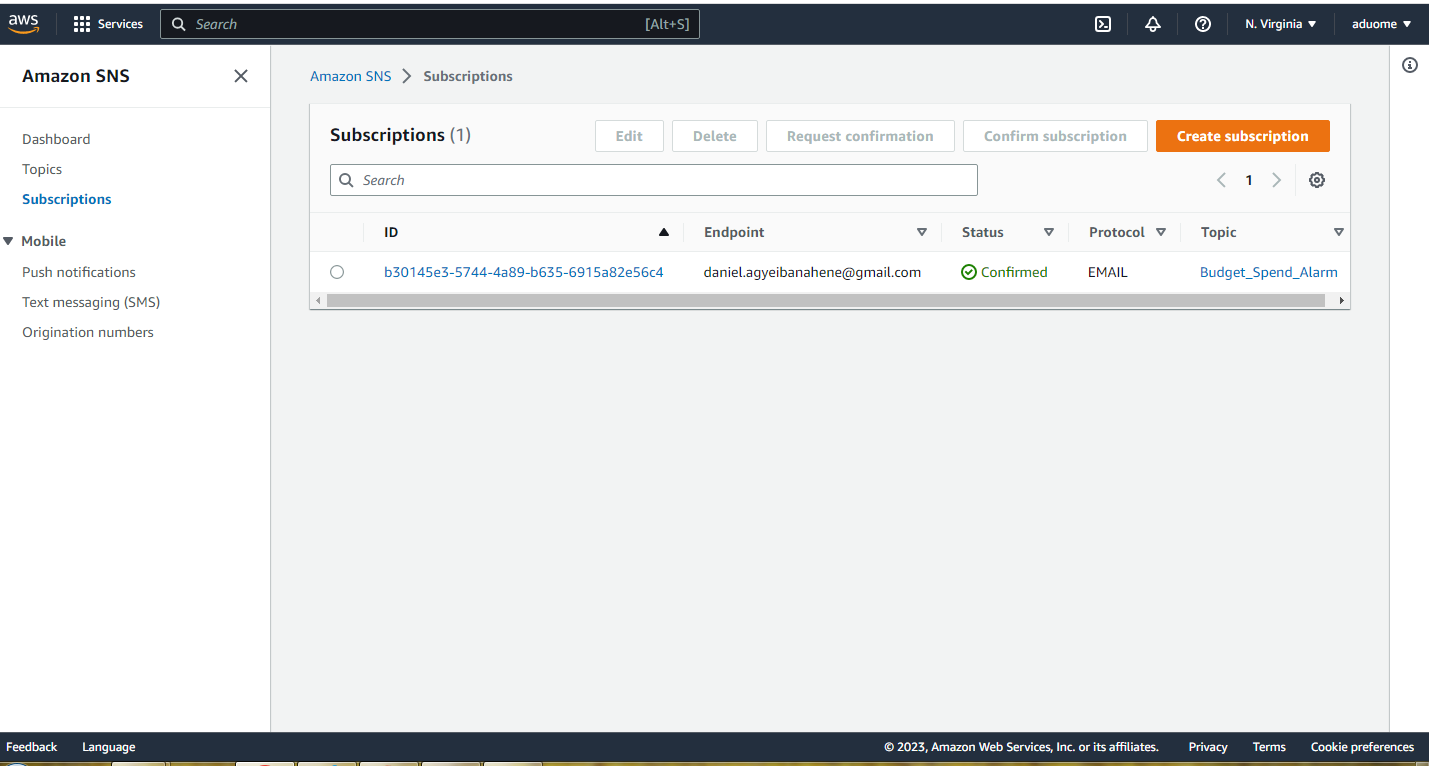 aws Services Search [Alt+S] N. Virginia aduome
Amazon SNS
Dashboard
Topics
Subscriptions
Mobile
Push notifications
Text messaging (SMS)
Origination numbers
Amazon SNS Subscriptions
Subscriptions (1) Edit Delete Request confirmation Confirm subscription Create subscription
Search 1
ID Endpoint Status Protocol Topic
b30145e3-5744-4a89-b635-6915a82e56c4 daniel.agyeibanahene@gmail.com Confirmed EMAIL Budget_Spend_Alarm
Feedback Language © 2023, Amazon Web Services, Inc. or its affiliates. Privacy Terms Cookie preferences